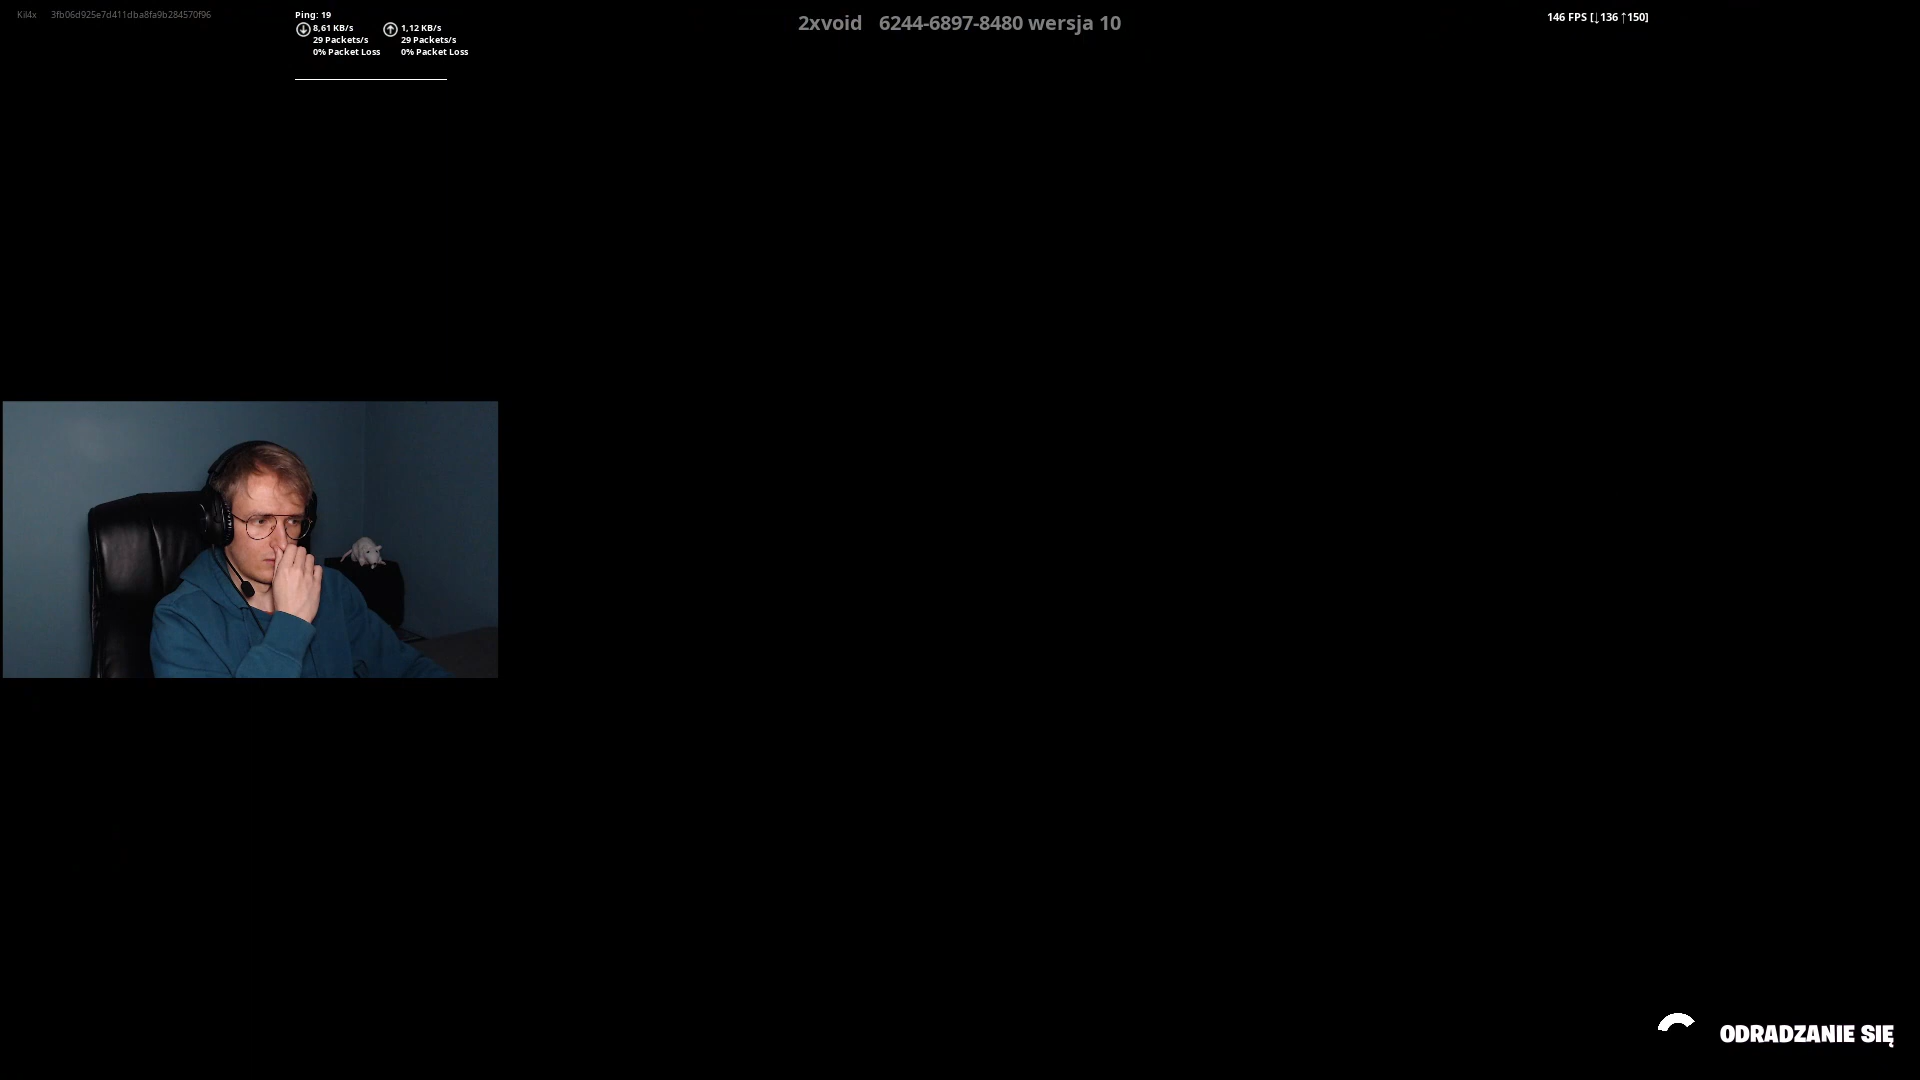 Kil4x 3fb06d925e7d411dba8fa9b284570f96
Ping: 19
8,61 KB/s 1,12 KB/s
29 Packets/s 29 Packets/s
0% Packet Loss 0% Packet Loss
2xvoid 6244-6897-8480 wersja 10
146 FPS [↓136 ↑150]
ODRADZANIE SIĘ